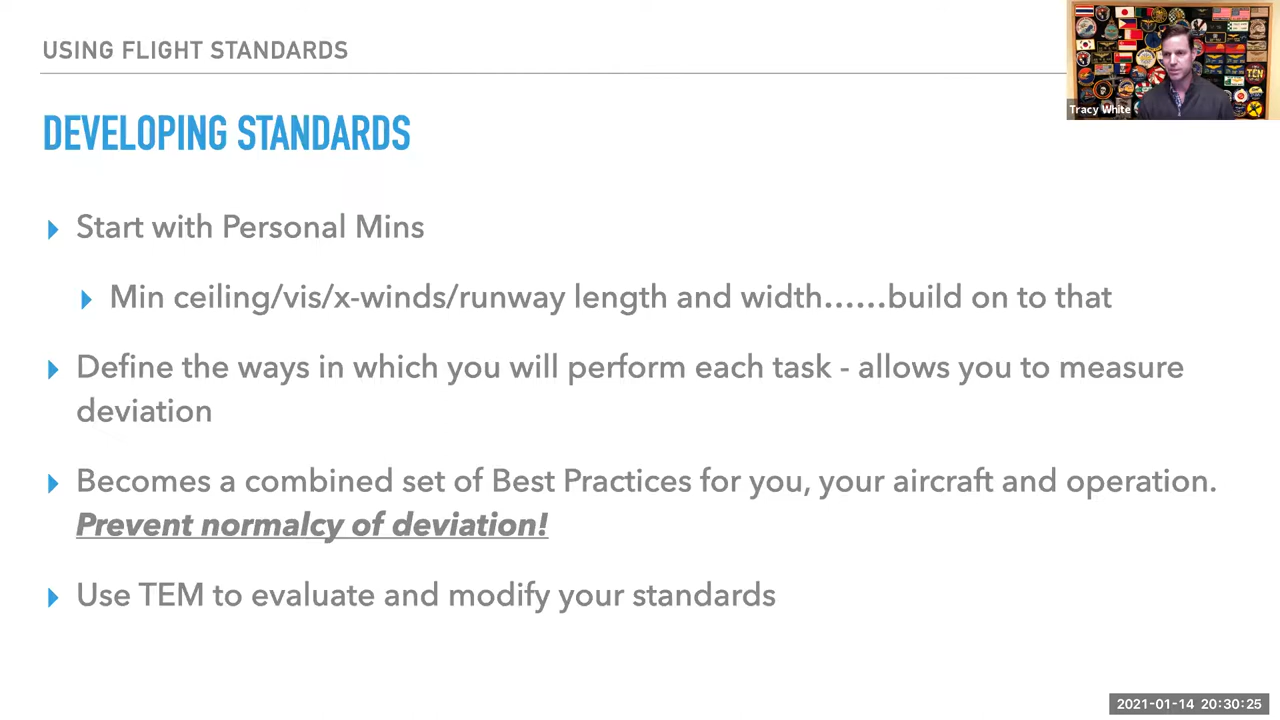 USING FLIGHT STANDARDS
Tracy White
TEN
DEVELOPING STANDARDS
Start with Personal Mins
Min ceiling/vis/x-winds/runway length and width......build on to that
Define the ways in which you will perform each task - allows you to measure
deviation
Becomes a combined set of Best Practices for you, your aircraft and operation.
Prevent normalcy of deviation!
Use TEM to evaluate and modify your standards
2021-01-14 20:30:25